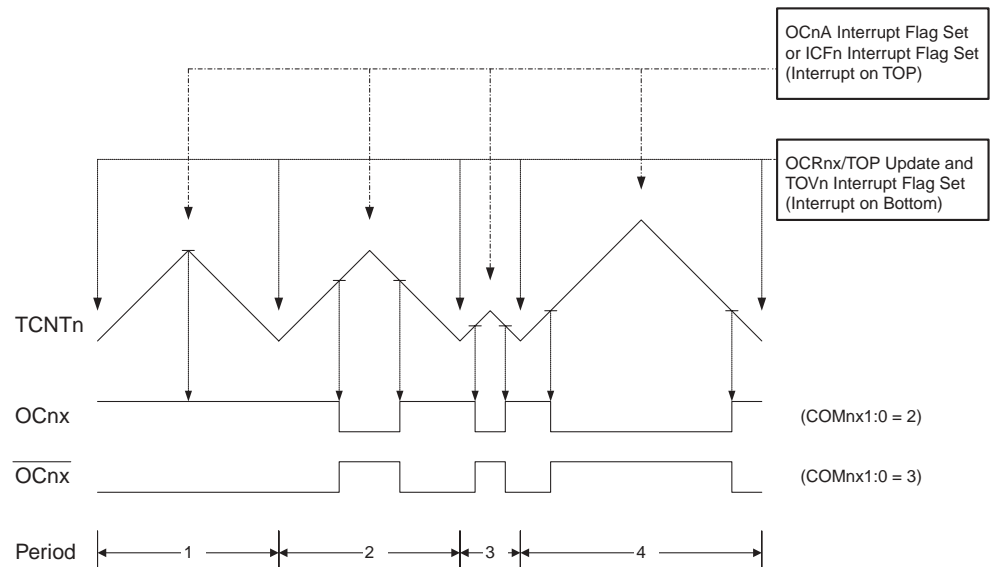 OCnA Interrupt Flag Set
or ICFn Interrupt Flag Set
(Interrupt on TOP)
OCRnx/TOP Update and
TOVn Interrupt Flag Set
(Interrupt on Bottom)
TCNTn
OCnx
(COMnx1:0 = 2)
OCnx
(COMnx1:0 = 3)
Period
1
2
3
4